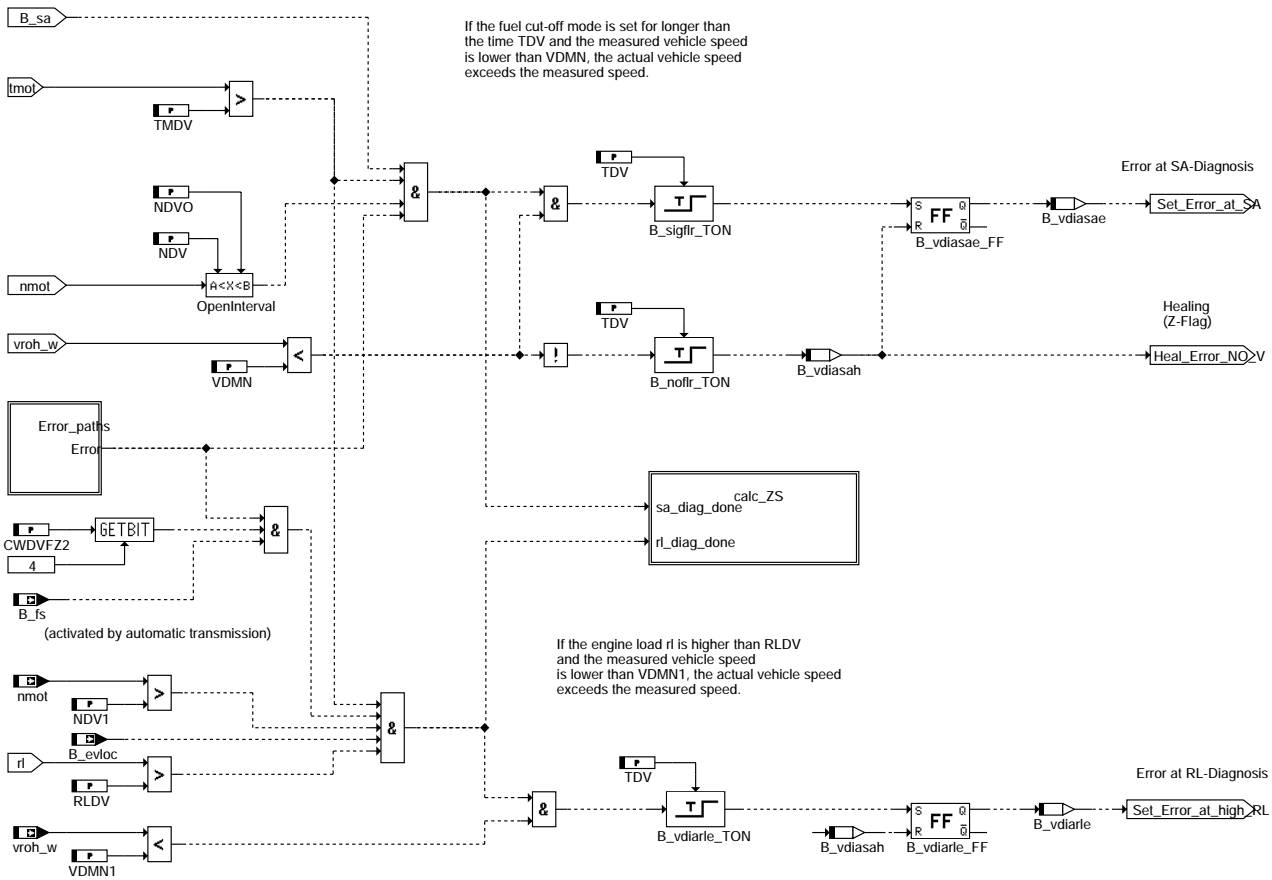 B_sa
If the fuel cut-off mode is set for longer than
the time TDV and the measured vehicle speed
is lower than VDMN, the actual vehicle speed
exceeds the measured speed.
tmot
>
P
TMDV
P
TDV
Error at SA-Diagnosis
P
NDVO
&
&
T
B_sigflr_TON
S Q
FF
R Q
B_vdiasae_FF
B_vdiasae
Set_Error_at_SA
P
NDV
nmot
A<X<B
OpenInterval
P
TDV
Healing
(Z-Flag)
vroh_w
<
P
VDMN
!
T
B_noflr_TON
B_vdiasah
Heal_Error_NO_V
Error_paths
Error
calc_ZS
sa_diag_done
rl_diag_done
P
CWDVFZ2
GETBIT
&
4
B_fs
(activated by automatic transmission)
If the engine load rl is higher than RLDV
and the measured vehicle speed
is lower than VDMN1, the actual vehicle speed
exceeds the measured speed.
nmot
>
P
NDV1
&
B_evloc
rl
>
P
RLDV
P
TDV
Error at RL-Diagnosis
&
T
B_vdiarle_TON
S Q
FF
R Q
B_vdiarle_FF
B_vdiarle
Set_Error_at_high_RL
B_vdiasah
vroh_w
<
P
VDMN1